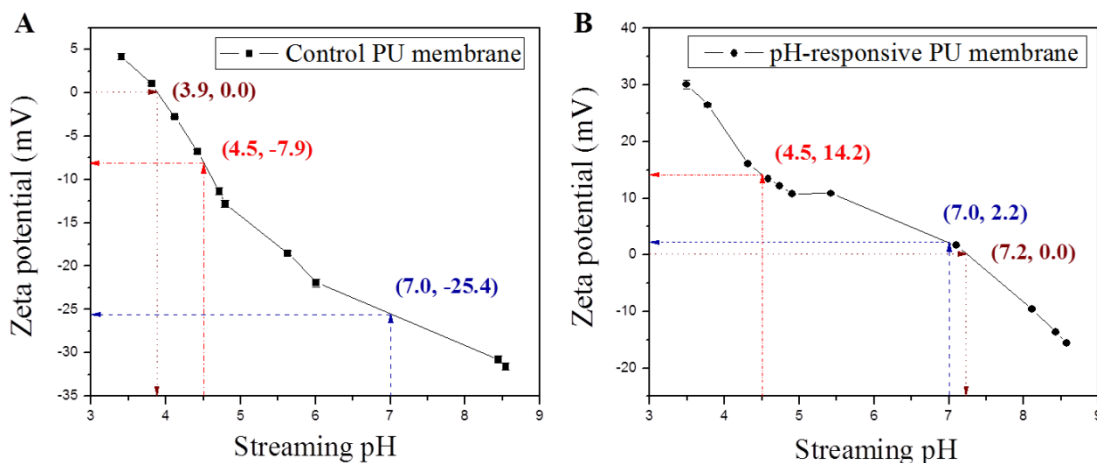 A
Control PU membrane
Zeta potential (mV)
5
0
-5
-10
-15
-20
-25
-30
-35
(3.9, 0.0)
(4.5, -7.9)
(7.0, -25.4)
3 4 5 6 7 8 9
Streaming pH
B
pH-responsive PU membrane
Zeta potential (mV)
40
30
20
10
0
-10
-20
(4.5, 14.2)
(7.0, 2.2)
(7.2, 0.0)
3 4 5 6 7 8 9
Streaming pH